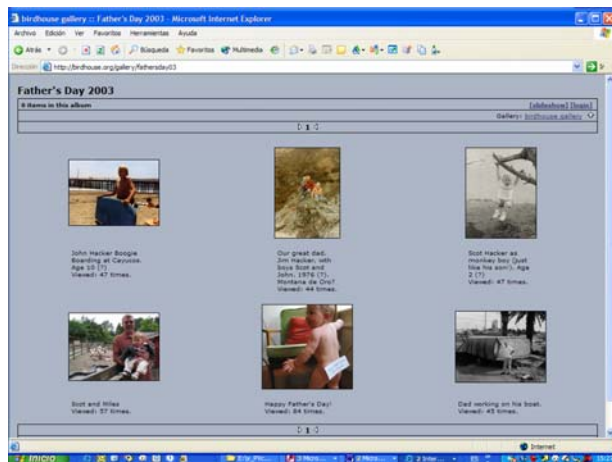 birdhouse gallery :: Father's Day 2003 - Microsoft Internet Explorer
Archivo Edición Ver Favoritos Herramientas Ayuda
Atrás Búsqueda Favoritos Multimedia
Dirección http://birdhouse.org/gallery/fathersday03 Ir
Father's Day 2003
items in this album [slideshow] [login]
Gallery: birdhouse gallery
1
John Hacker Boogie
Boarding at Cayucos.
Age 10 (?)
Viewed: 47 times.
Our great dad,
Jim Hacker, with
boys Scot and
John. 1976 (?).
Montana de Oro?
Viewed: 44 times.
Scot Hacker as
monkey boy (just
like his son!). Age
2 (?)
Viewed: 47 times.
Scot and Miles
Viewed: 57 times.
Happy Father's Day!
Viewed: 84 times.
Dad working on his boat.
Viewed: 45 times.
1
Internet
Inicio